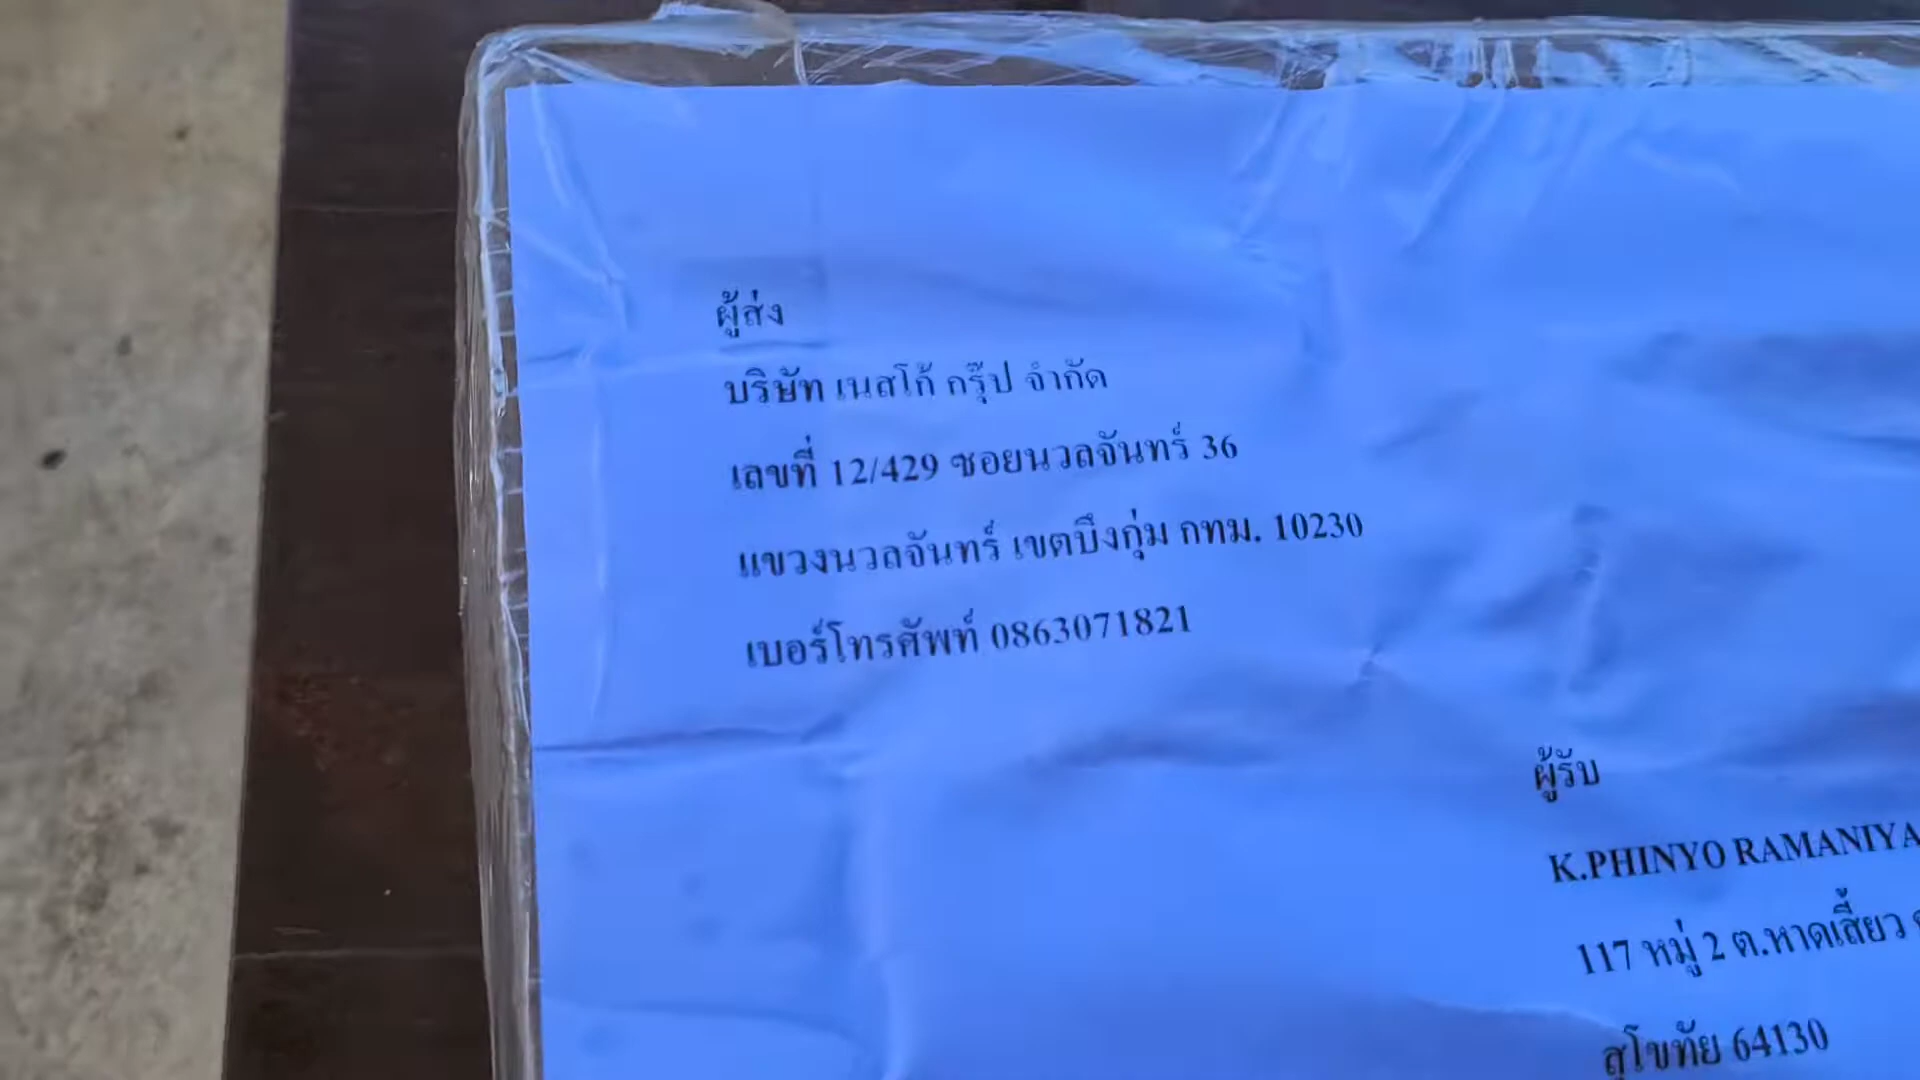 ผู้ส่ง
บริษัท เนสโก้ กรุ๊ป จำกัด
เลขที่ 12/429 ซอยนวลจันทร์ 36
แขวงนวลจันทร์ เขตบึงกุ่ม กทม. 10230
เบอร์โทรศัพท์ 0863071821
ผู้รับ
K.PHINYO RAMANIYA
117 หมู่ 2 ต.หาดเสี้ยว
สุโขทัย 64130